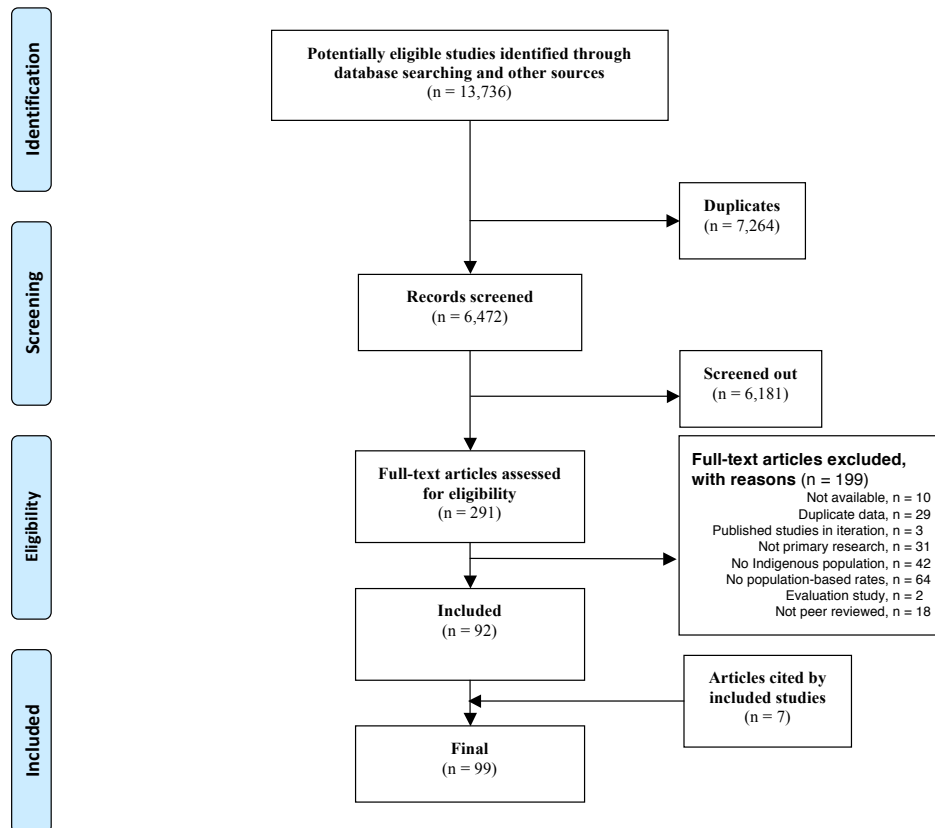 Identification
Potentially eligible studies identified through
database searching and other sources
(n = 13,736)
Duplicates
(n = 7,264)
Screening
Records screened
(n = 6,472)
Screened out
(n = 6,181)
Eligibility
Full-text articles assessed
for eligibility
(n = 291)
Full-text articles excluded,
with reasons (n = 199)
Not available, n = 10
Duplicate data, n = 29
Published studies in iteration, n = 3
Not primary research, n = 31
No Indigenous population, n = 42
No population-based rates, n = 64
Evaluation study, n = 2
Not peer reviewed, n = 18
Included
(n = 92)
Included
Articles cited by
included studies
(n = 7)
Final
(n = 99)